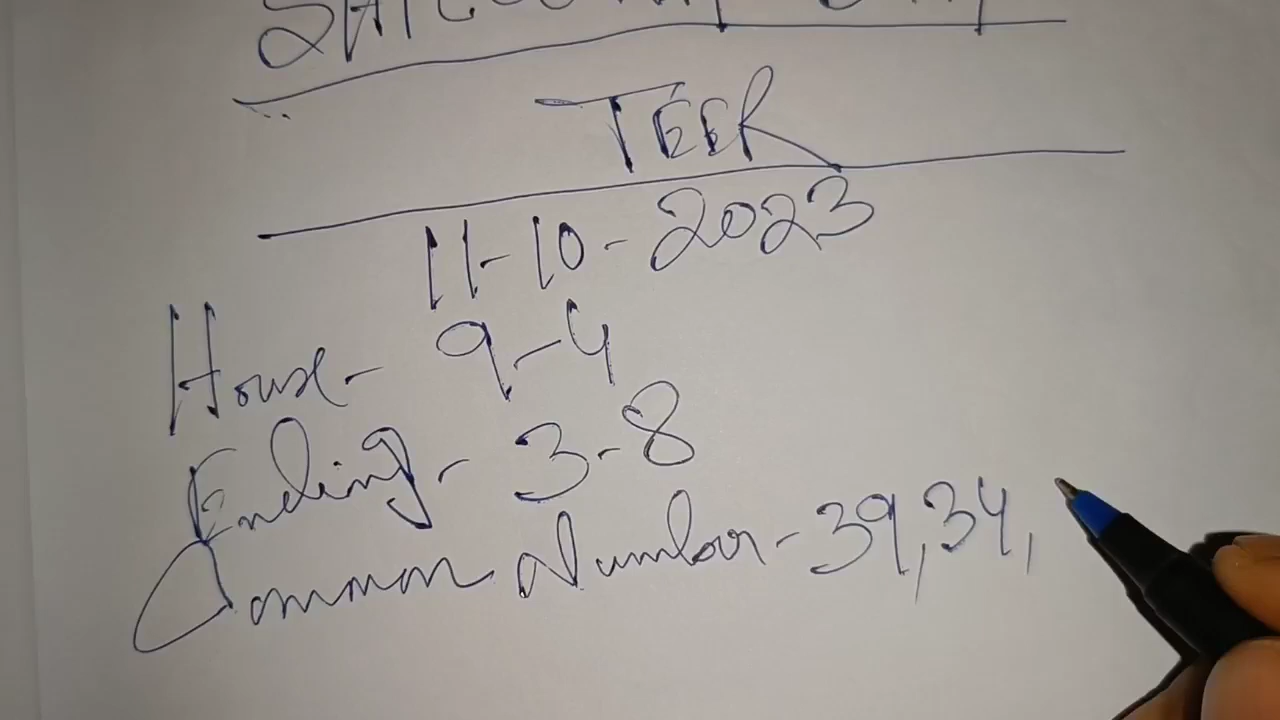 TEER
11-10-2023
House- 9-4
Ending- 3-8
Common Number-39,34,